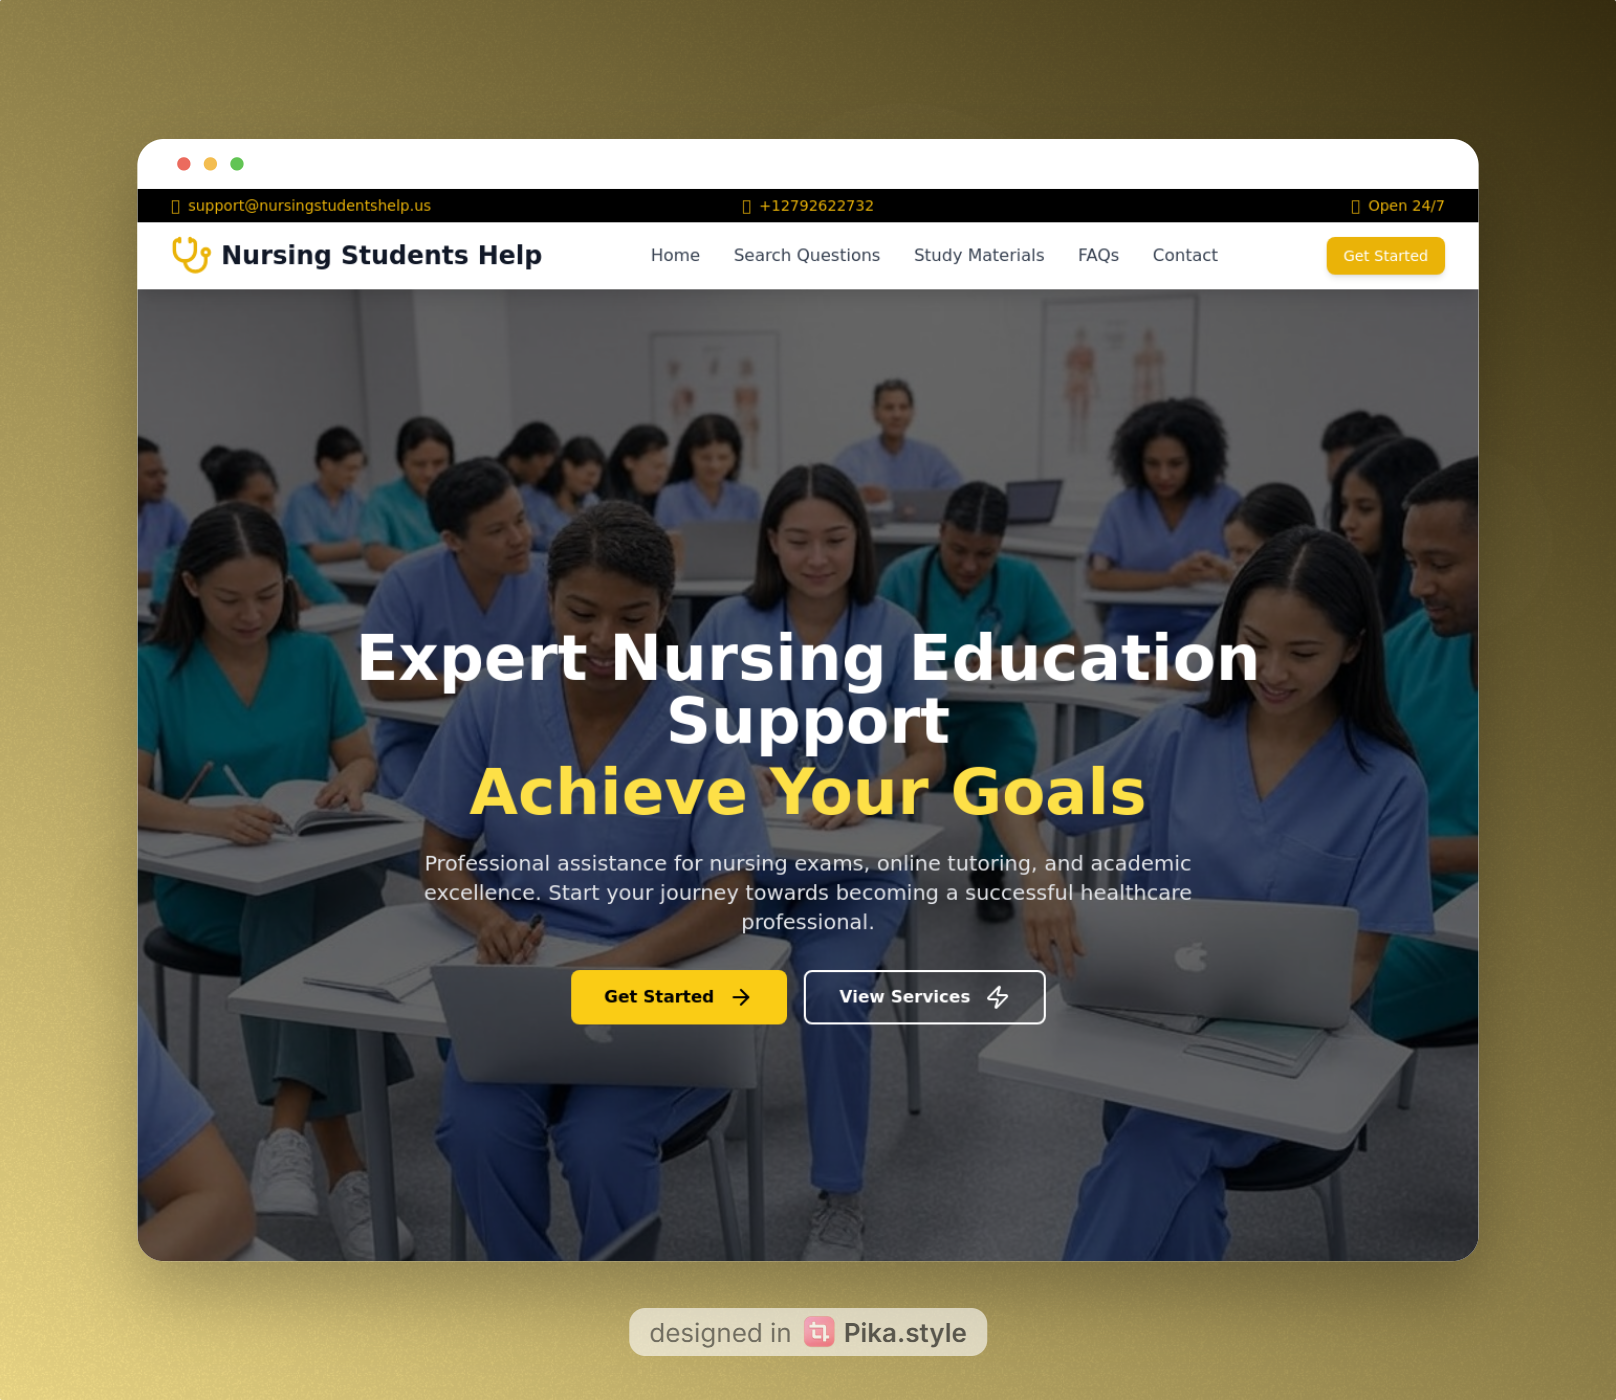 support@nursingstudentshelp.us
+12792622732
Open 24/7
Nursing Students Help
Home
Search Questions
Study Materials
FAQs
Contact
Get Started
Expert Nursing Education
Support
Achieve Your Goals
Professional assistance for nursing exams, online tutoring, and academic
excellence. Start your journey towards becoming a successful healthcare
professional.
Get Started
View Services
designed in Pika.style